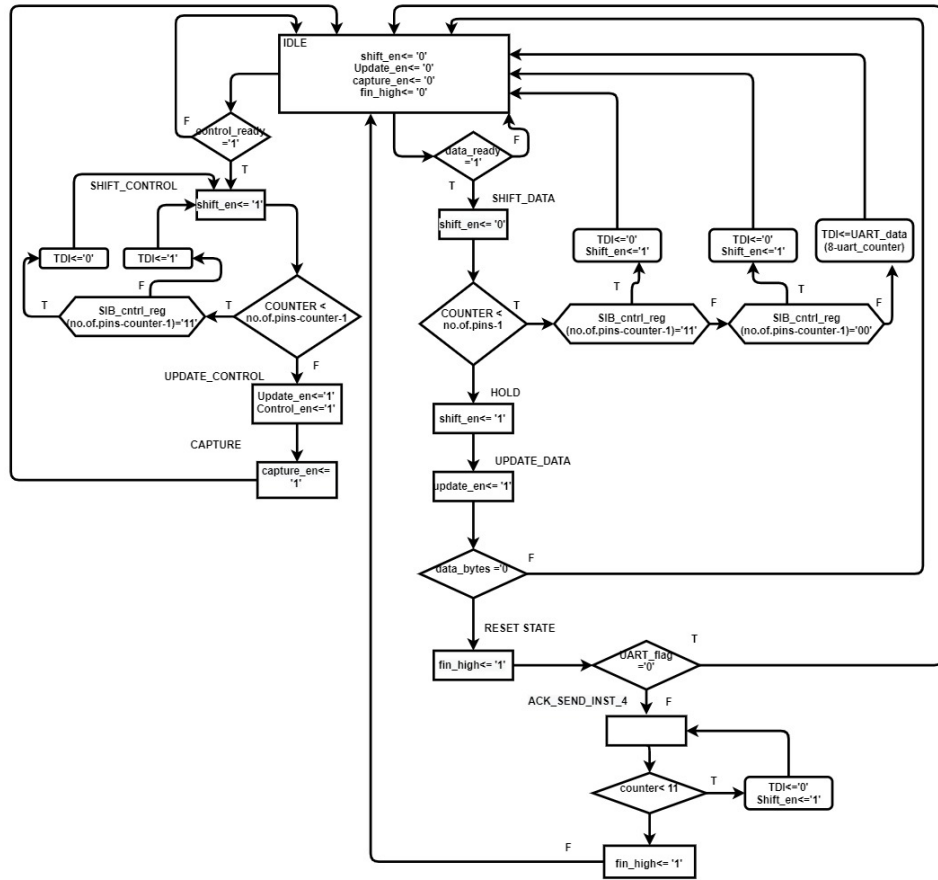 IDLE
shift_en<= '0'
Update_en<= '0'
capture_en<= '0'
fin_high<= '0'
F
control_ready
='1'
T
SHIFT_CONTROL
shift_en<= '1'
TDI<='0'
TDI<='1'
F
T
SIB_cntrl_reg
(no.of.pins-counter-1)='11'
T
COUNTER <
no.of.pins-counter-1
F
UPDATE_CONTROL
Update_en<='1'
Control_en<='1'
CAPTURE
capture_en<=
'1'
data_ready
='1'
F
T
SHIFT_DATA
shift_en<= '0'
COUNTER <
no.of.pins-1
T
TDI<='0'
Shift_en<='1'
T
SIB_cntrl_reg
(no.of.pins-counter-1)='11'
F
TDI<='0'
Shift_en<='1'
T
SIB_cntrl_reg
(no.of.pins-counter-1)='00'
F
TDI<=UART_data
(8-uart_counter)
F
HOLD
shift_en<= '1'
UPDATE_DATA
update_en<= '1'
data_bytes ='0
F
T
RESET STATE
fin_high<= '1'
UART_flag
='0'
T
ACK_SEND_INST_4
F
counter< 11
T
TDI<='0'
Shift_en<='1'
F
fin_high<= '1'